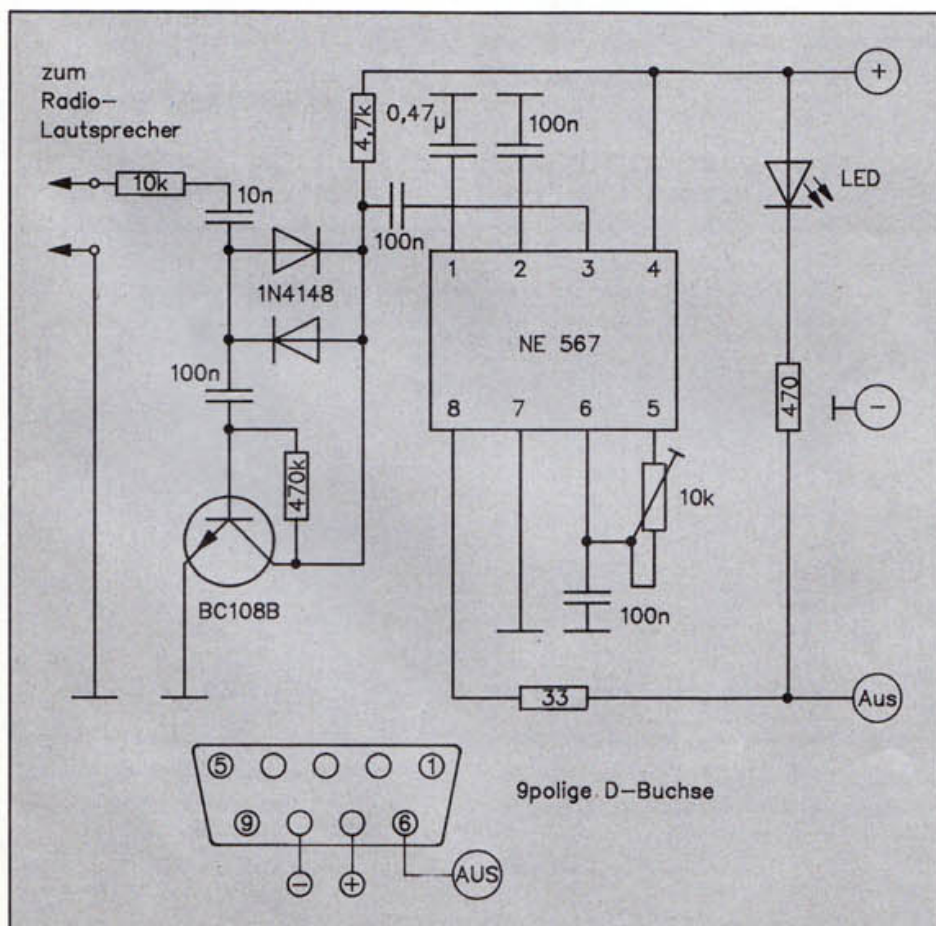 zum
Radio-
Lautsprecher
+
4,7k
0,47µ
100n
10k
10n
LED
100n
1N4148
1 2 3 4
NE 567
100n
8 7 6 5
470
-
470k
10k
BC108B
100n
33
Aus
5 1
9polige D-Buchse
9 6
- + AUS